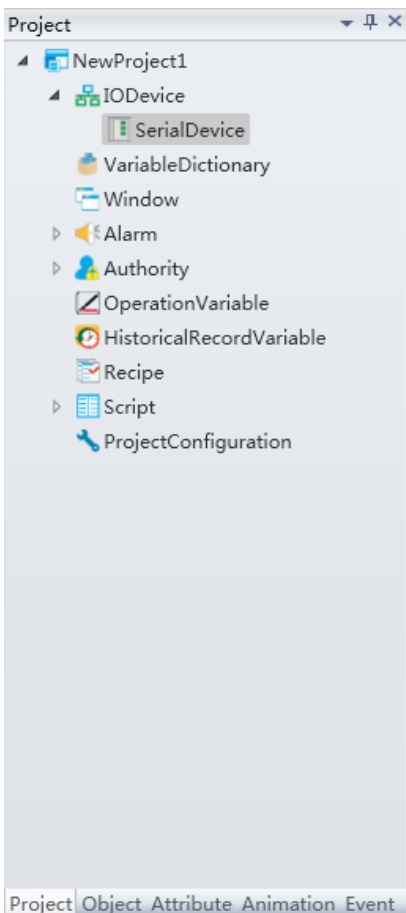 Project
NewProject1
IODevice
SerialDevice
VariableDictionary
Window
Alarm
Authority
OperationVariable
HistoricalRecordVariable
Recipe
Script
ProjectConfiguration
Project Object Attribute Animation Event